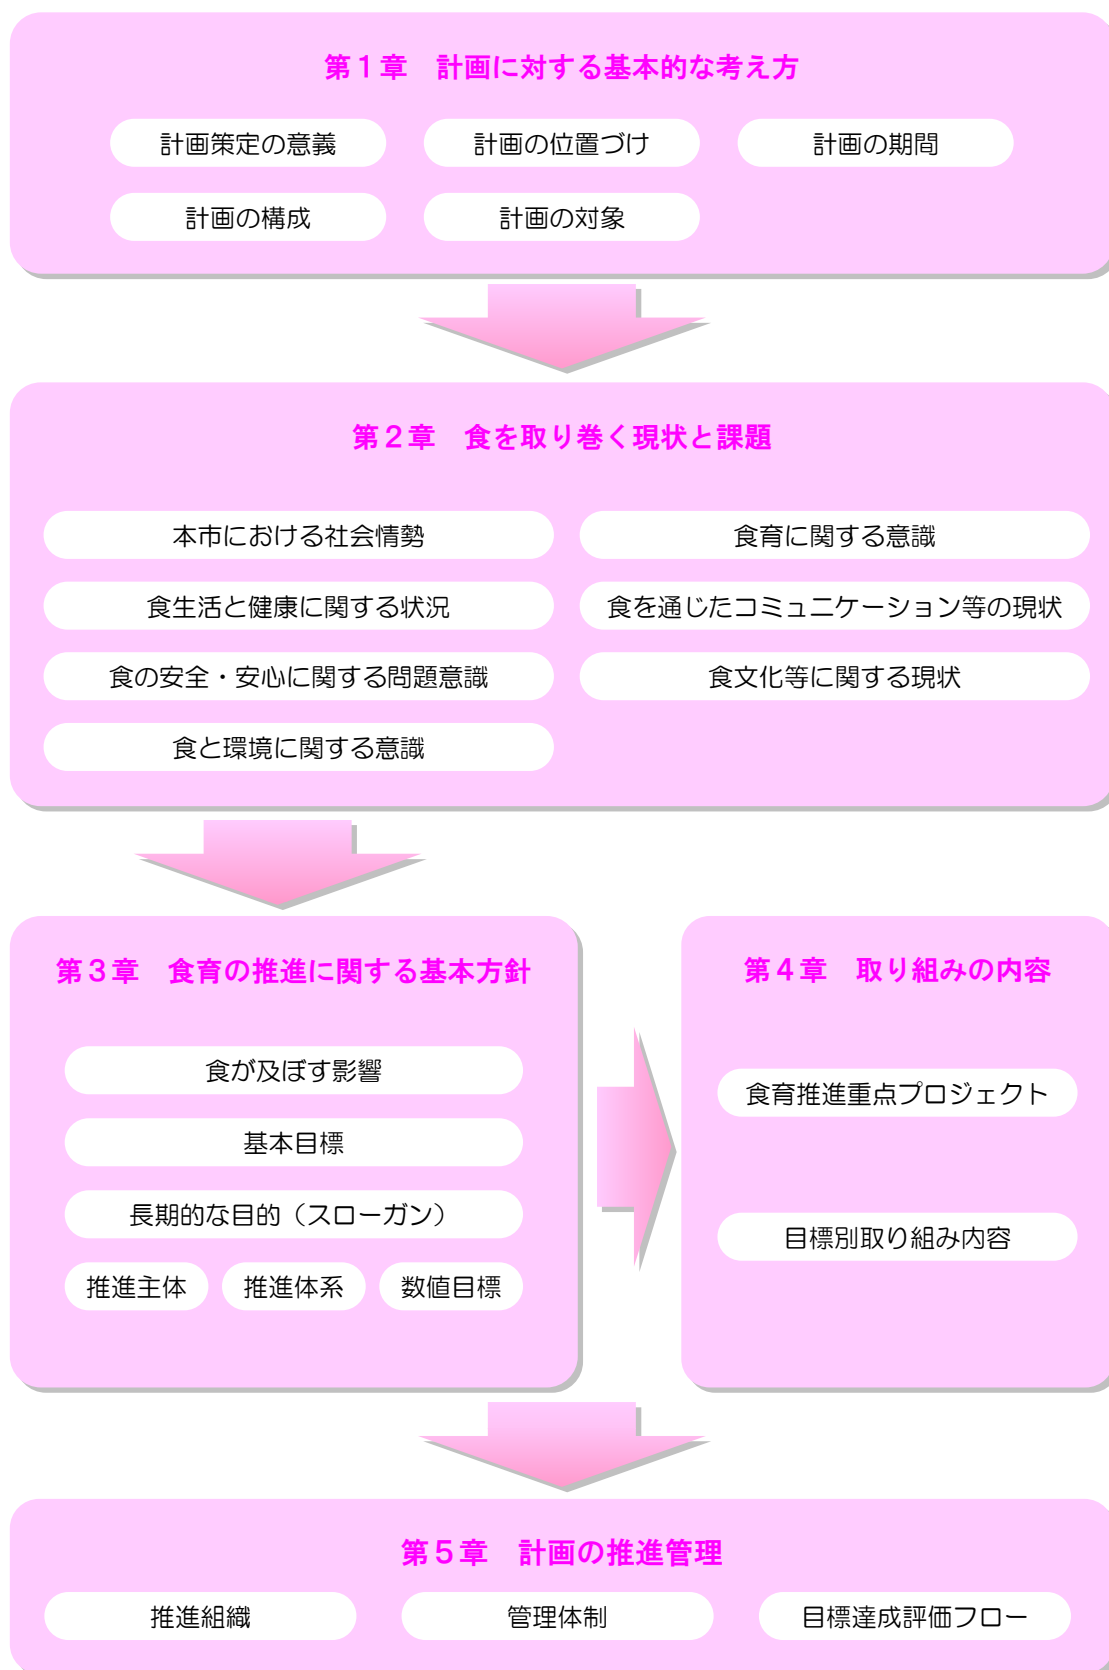 第１章　計画に対する基本的な考え方
計画策定の意義　計画の位置づけ　計画の期間
計画の構成　計画の対象
第２章　食を取り巻く現状と課題
本市における社会情勢　食育に関する意識
食生活と健康に関する状況　食を通じたコミュニケーション等の現状
食の安全・安心に関する問題意識　食文化等に関する現状
食と環境に関する意識
第３章　食育の推進に関する基本方針
食が及ぼす影響
基本目標
長期的な目的（スローガン）
推進主体　推進体系　数値目標
第４章　取り組みの内容
食育推進重点プロジェクト
目標別取り組み内容
第５章　計画の推進管理
推進組織　管理体制　目標達成評価フロー